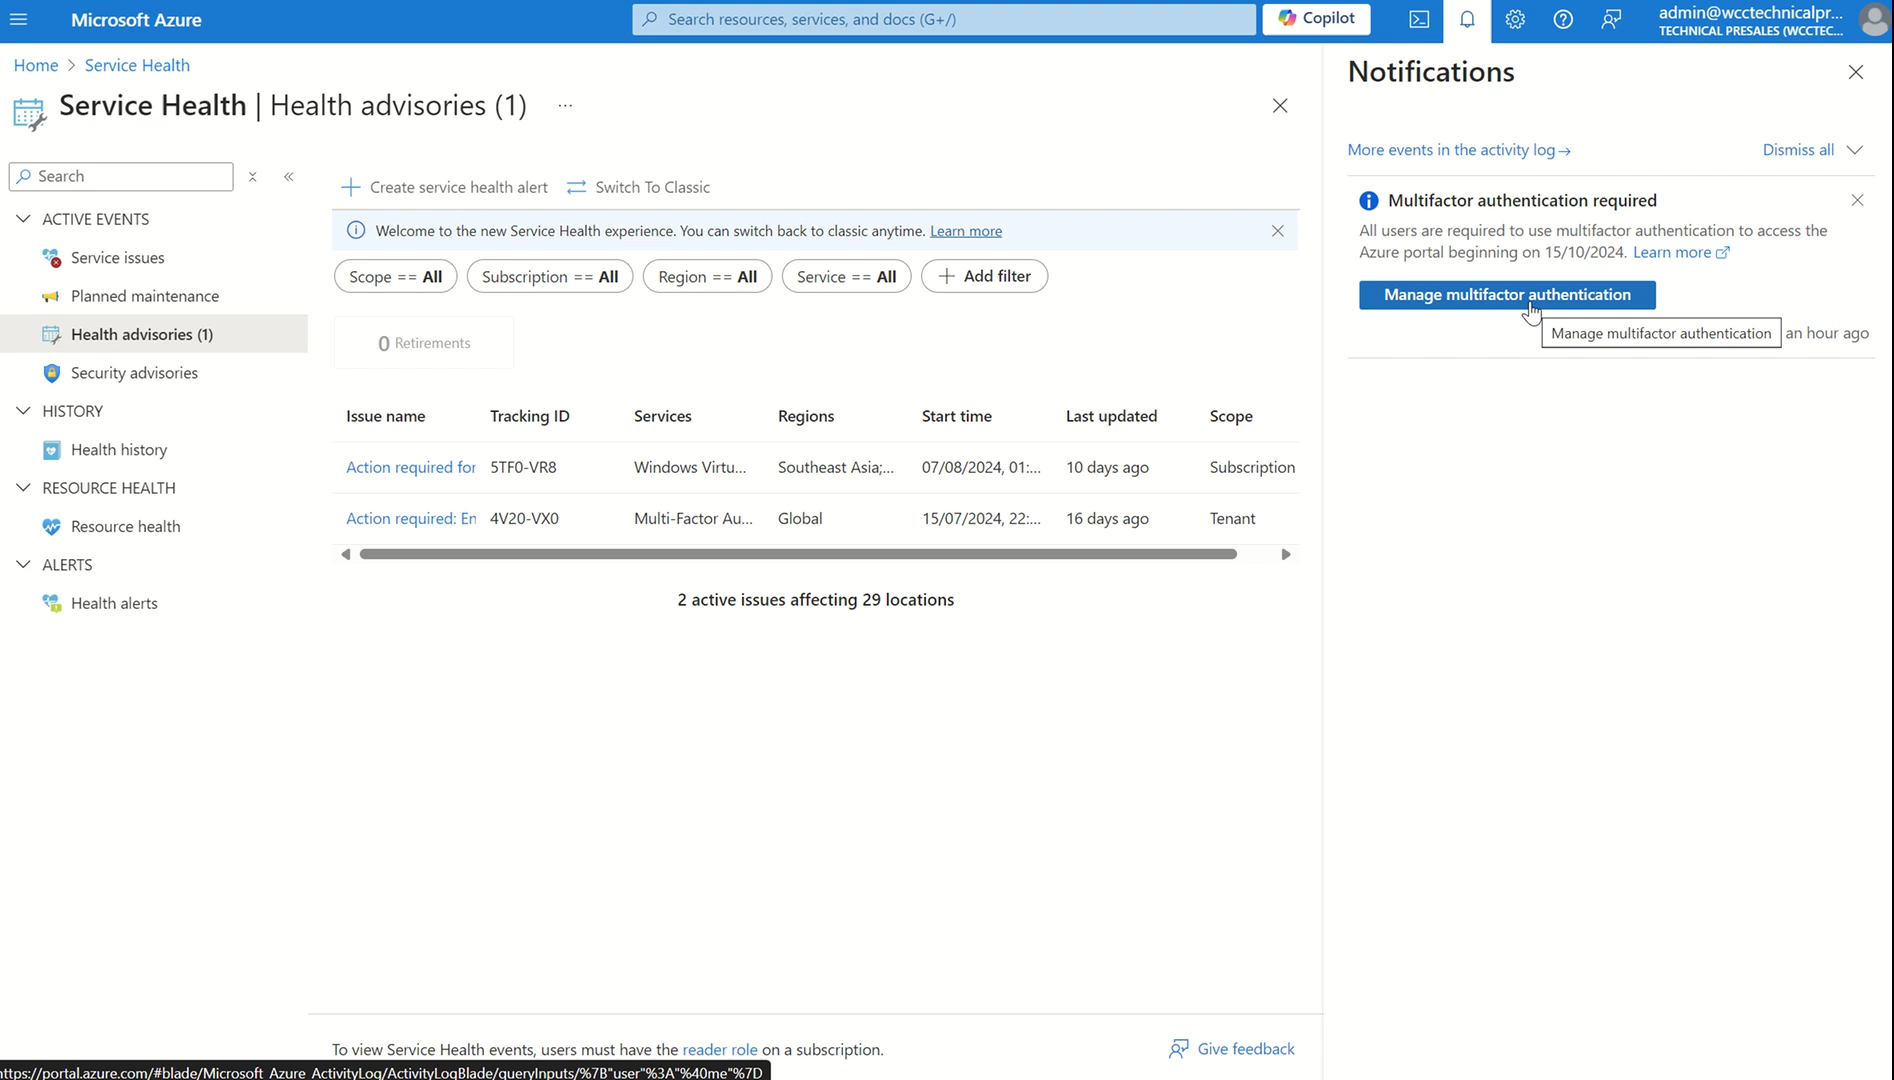 Microsoft Azure
Search resources, services, and docs (G+/)
Copilot
admin@wcctechnicalpr...
TECHNICAL PRESALES (WCCTEC...
Home > Service Health
Service Health | Health advisories (1)
...
Search
ACTIVE EVENTS
Service issues
Planned maintenance
Health advisories (1)
Security advisories
HISTORY
Health history
RESOURCE HEALTH
Resource health
ALERTS
Health alerts
+ Create service health alert
Switch To Classic
Welcome to the new Service Health experience. You can switch back to classic anytime. Learn more
Scope == All
Subscription == All
Region == All
Service == All
+ Add filter
0 Retirements
Issue name Tracking ID Services Regions Start time Last updated Scope
Action required for 5TF0-VR8 Windows Virtu... Southeast Asia;... 07/08/2024, 01:... 10 days ago Subscription
Action required: En 4V20-VX0 Multi-Factor Au... Global 15/07/2024, 22:... 16 days ago Tenant
2 active issues affecting 29 locations
To view Service Health events, users must have the reader role on a subscription.
Give feedback
Notifications
More events in the activity log→
Dismiss all
Multifactor authentication required
All users are required to use multifactor authentication to access the
Azure portal beginning on 15/10/2024. Learn more
Manage multifactor authentication
Manage multifactor authentication
an hour ago
https://portal.azure.com/#blade/Microsoft_Azure_ActivityLog/ActivityLogBlade/queryInputs/%7B"user"%3A"%40me"%7D